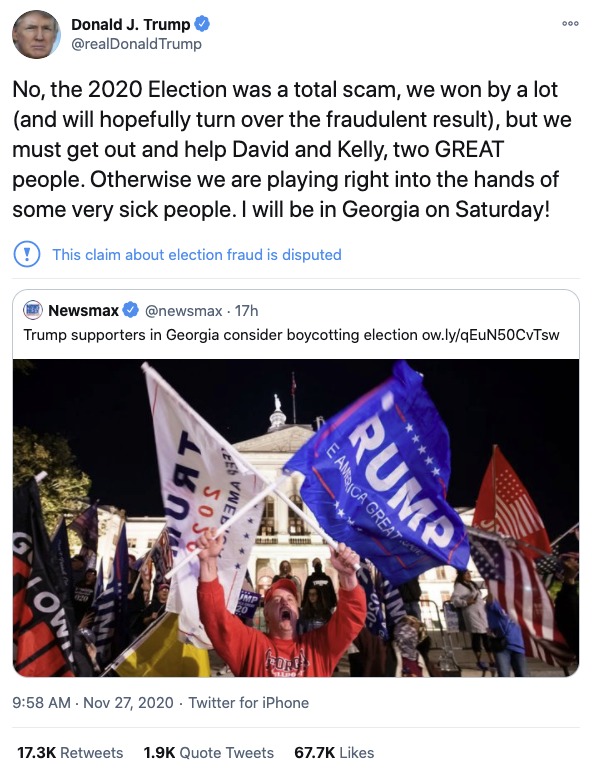 Donald J. Trump
@realDonaldTrump
No, the 2020 Election was a total scam, we won by a lot
(and will hopefully turn over the fraudulent result), but we
must get out and help David and Kelly, two GREAT
people. Otherwise we are playing right into the hands of
some very sick people. I will be in Georgia on Saturday!
This claim about election fraud is disputed
Newsmax @newsmax · 17h
Trump supporters in Georgia consider boycotting election ow.ly/qEuN50CvTsw
TRU
2020
RUMP
E AMERICA GREAT
9:58 AM · Nov 27, 2020 · Twitter for iPhone
17.3K Retweets 1.9K Quote Tweets 67.7K Likes